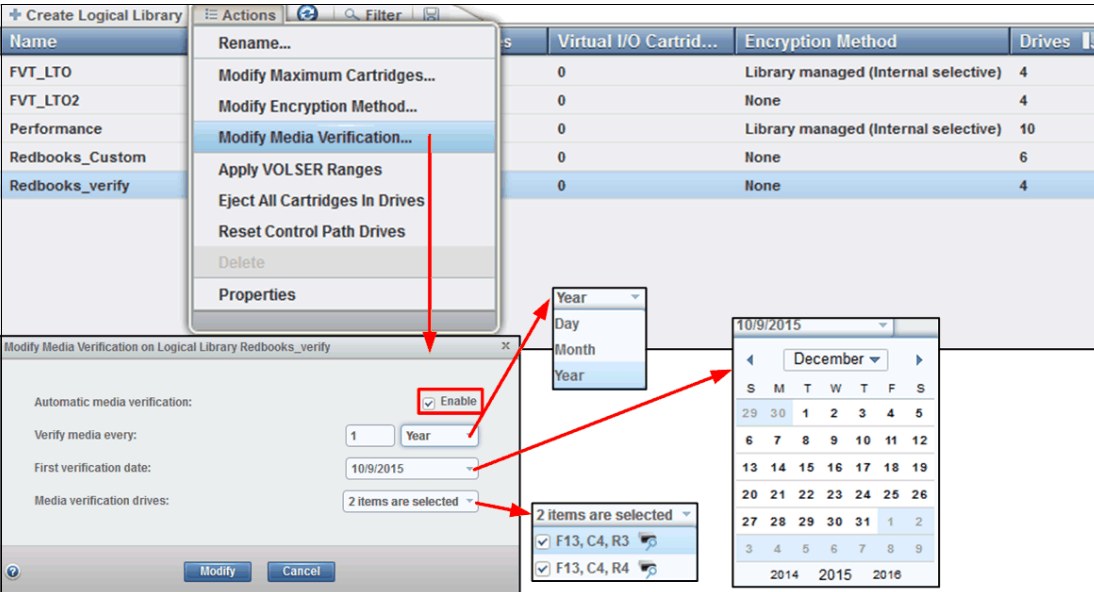 Create Logical Library Actions Filter
Name s Virtual I/O Cartrid... Encryption Method Drives
FVT_LTO 0 Library managed (Internal selective) 4
FVT_LTO2 0 None 4
Performance 0 Library managed (Internal selective) 10
Redbooks_Custom 0 None 6
Redbooks_verify 0 None 4
Rename...
Modify Maximum Cartridges...
Modify Encryption Method...
Modify Media Verification...
Apply VOLSER Ranges
Eject All Cartridges In Drives
Reset Control Path Drives
Delete
Properties
Modify Media Verification on Logical Library Redbooks_verify x
Automatic media verification: Enable
Verify media every: 1 Year
First verification date: 10/9/2015
Media verification drives: 2 items are selected
Modify Cancel
Year
Day
Month
Year
2 items are selected
F13, C4, R3
F13, C4, R4
10/9/2015
December
S M T W T F S
29 30 1 2 3 4 5
6 7 8 9 10 11 12
13 14 15 16 17 18 19
20 21 22 23 24 25 26
27 28 29 30 31 1 2
3 4 5 6 7 8 9
2014 2015 2016